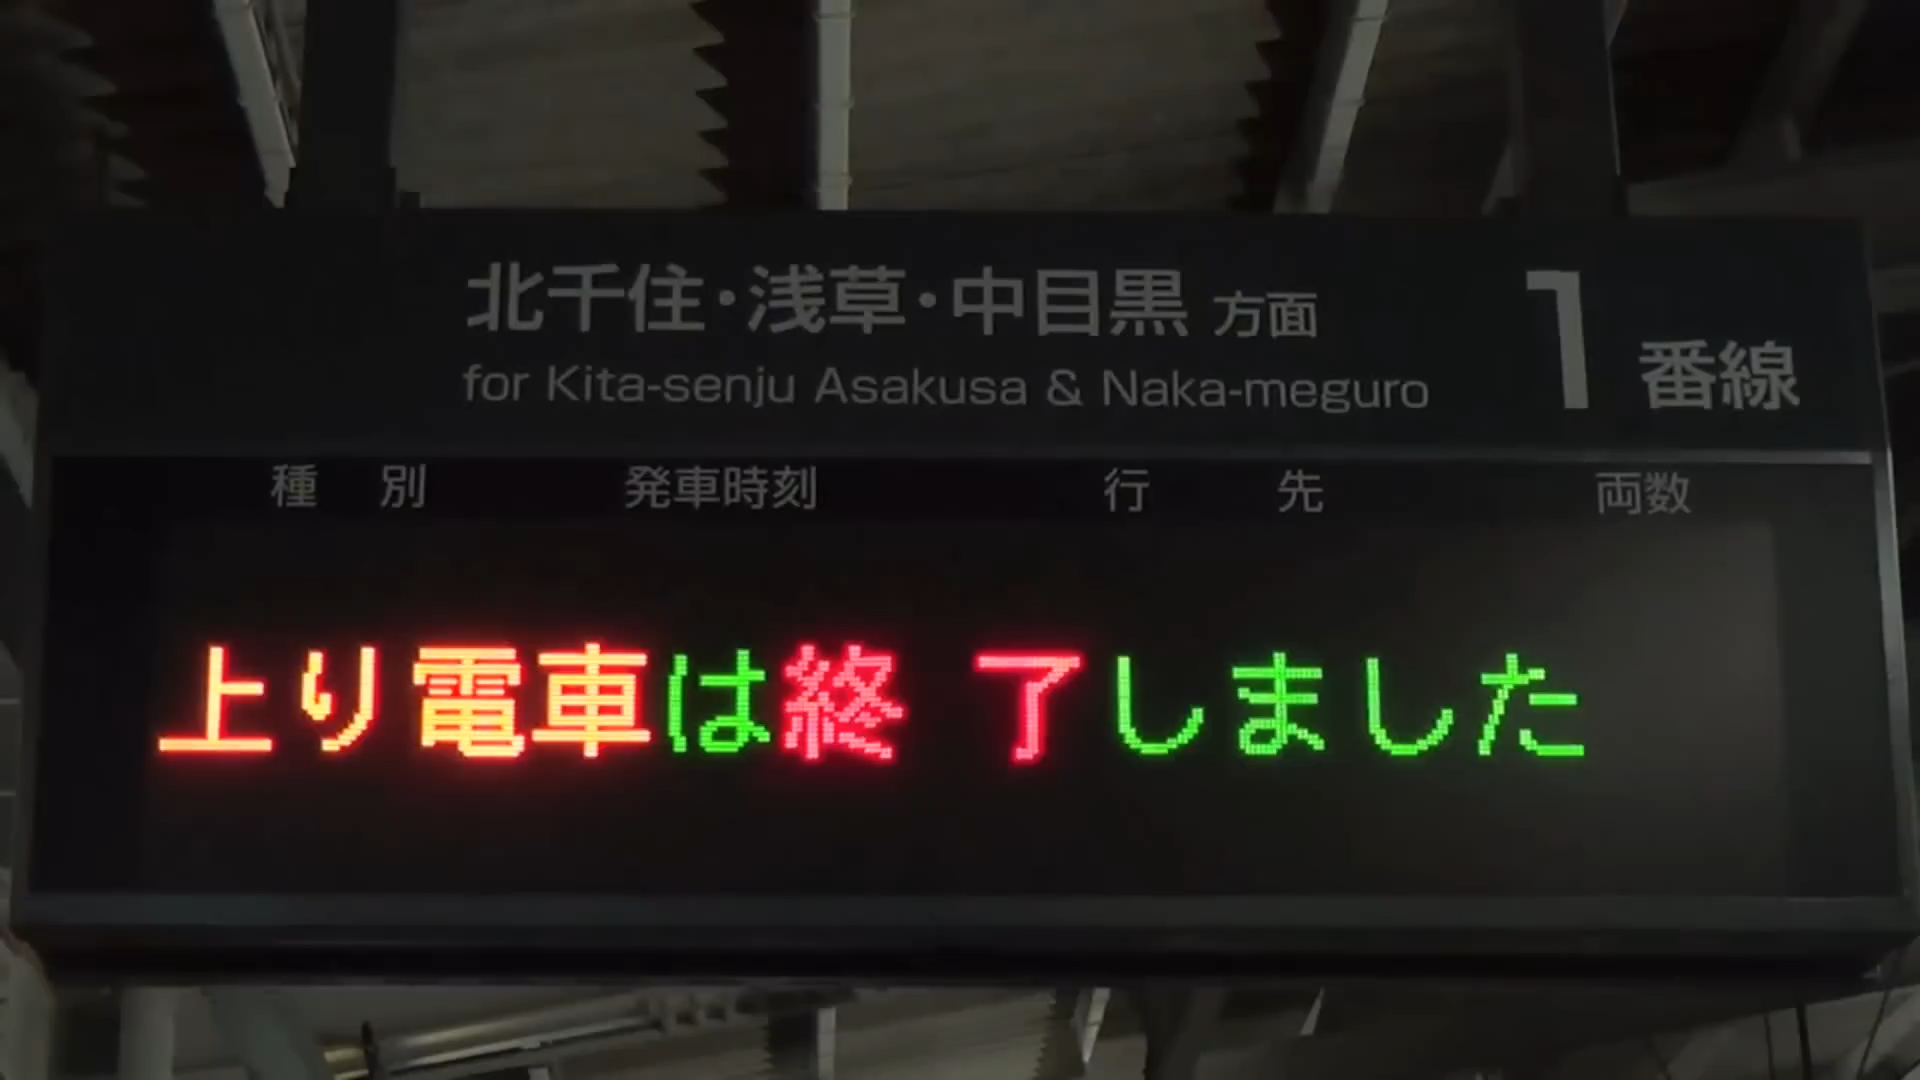 北千住・浅草・中目黒 方面 1 番線
for Kita-senju Asakusa & Naka-meguro
種別 発車時刻 行先 両数
上り電車は終 了しました